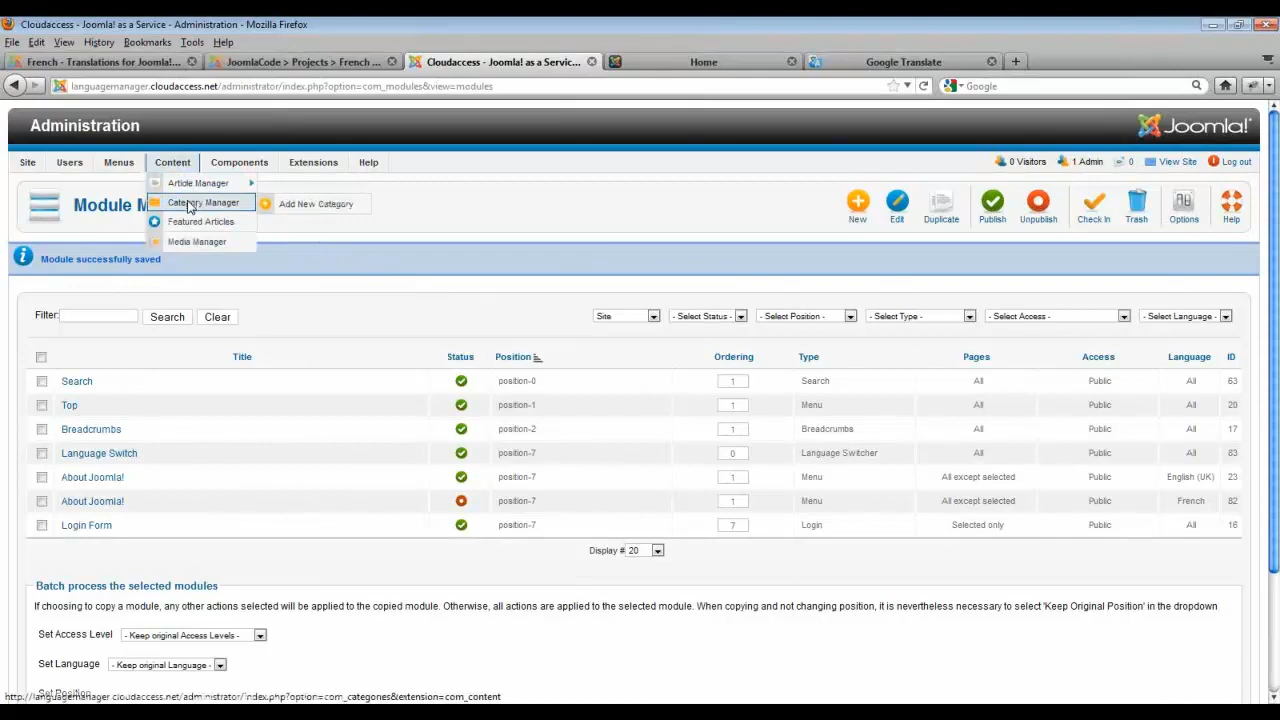 Cloudaccess - Joomla! as a Service - Administration - Mozilla Firefox
File Edit View History Bookmarks Tools Help
French - Translations for Joomla!... JoomlaCode > Projects > French ... Cloudaccess - Joomla! as a Servic... Home Google Translate
languagemanager.cloudaccess.net/administrator/index.php?option=com_modules&view=modules Google
Administration Joomla!
Site Users Menus Content Components Extensions Help 0 Visitors 1 Admin 0 View Site Log out
Article Manager
Category Manager Add New Category
Featured Articles
Media Manager
Module M
New Edit Duplicate Publish Unpublish Check In Trash Options Help
Module successfully saved
Filter: Search Clear Site - Select Status - - Select Position - - Select Type - - Select Access - - Select Language -
Title Status Position Ordering Type Pages Access Language ID
Search position-0 1 Search All Public All 63
Top position-1 1 Menu All Public All 20
Breadcrumbs position-2 1 Breadcrumbs All Public All 17
Language Switch position-7 0 Language Switcher All Public All 83
About Joomla! position-7 1 Menu All except selected Public English (UK) 23
About Joomla! position-7 1 Menu All except selected Public French 82
Login Form position-7 7 Login Selected only Public All 16
Display # 20
Batch process the selected modules
If choosing to copy a module, any other actions selected will be applied to the copied module. Otherwise, all actions are applied to the selected module. When copying and not changing position, it is nevertheless necessary to select 'Keep Original Position' in the dropdown
Set Access Level - Keep original Access Levels -
Set Language - Keep original Language -
Set Position
http://languagemanager.cloudaccess.net/administrator/index.php?option=com_categories&extension=com_content